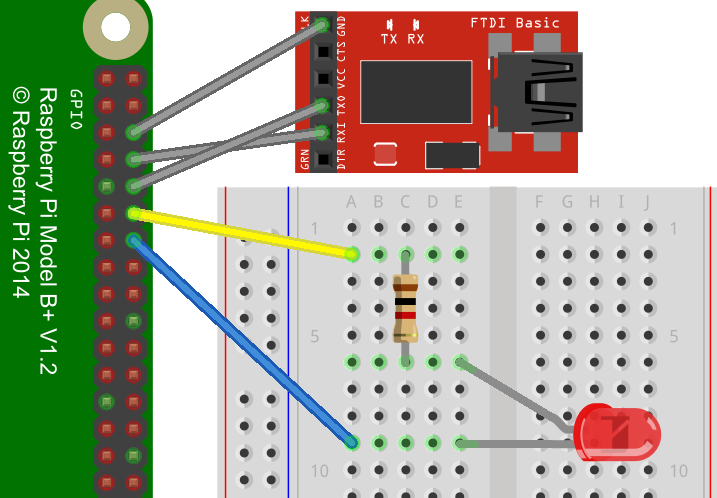 Raspberry Pi Model B+ V1.2
© Raspberry Pi 2014
GPIO
FTDI Basic
TX RX
GND
CTS
VCC
TXO
RXI
DTR
GRN
A B C D E
F G H I J
1
1
5
5
10
10